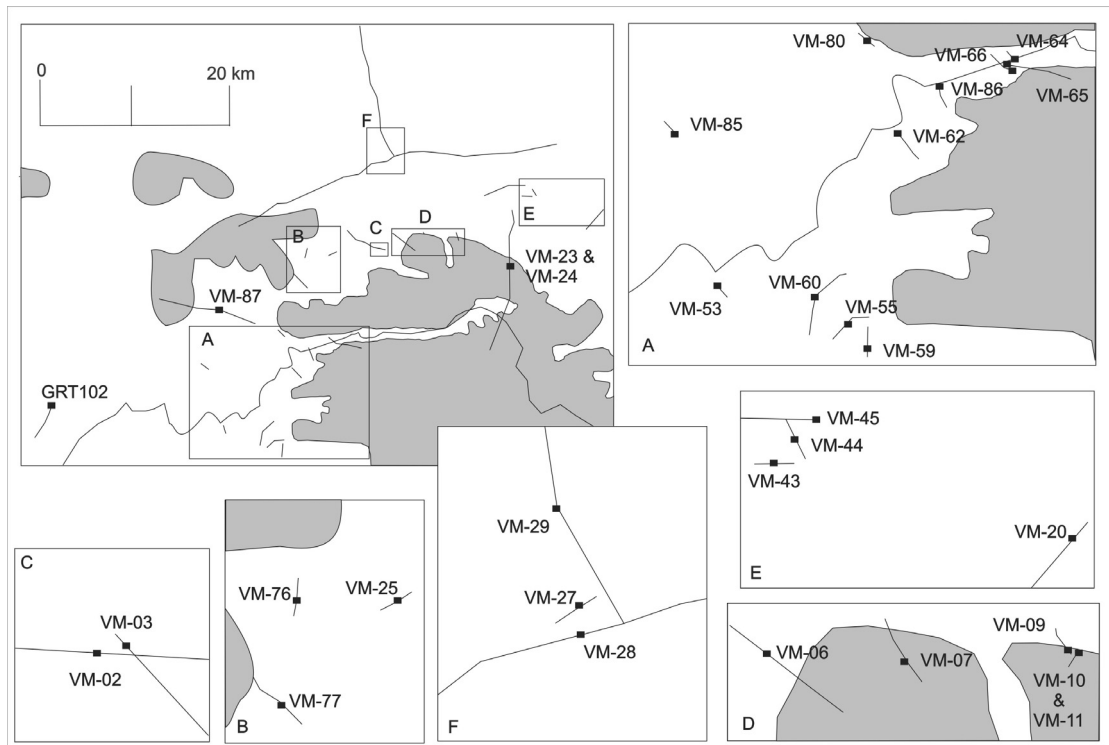 0
20 km
F
E
B
C
D
VM-23 &
VM-24
VM-87
A
GRT102
VM-80
VM-64
VM-66
VM-86
VM-65
VM-85
VM-62
VM-53
VM-60
VM-55
VM-59
A
VM-45
VM-44
VM-43
VM-20
E
C
VM-03
VM-02
VM-76
VM-25
VM-77
B
VM-29
VM-27
VM-28
F
VM-09
VM-06
VM-07
VM-10
&
VM-11
D